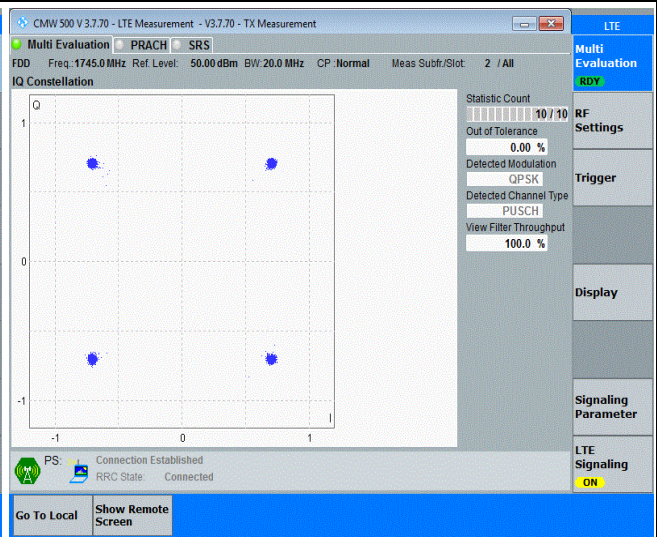 CMW 500 V 3.7.70 - LTE Measurement - V3.7.70 - TX Measurement
LTE
Multi Evaluation PRACH SRS
FDD Freq.:1745.0 MHz Ref. Level: 50.00 dBm BW:20.0 MHz CP :Normal Meas Subfr./Slot: 2 / All
IQ Constellation
Q
1
0
-1
I
-1 0 1
Statistic Count
10 / 10
Out of Tolerance
0.00 %
Detected Modulation
QPSK
Detected Channel Type
PUSCH
View Filter Throughput
100.0 %
Multi
Evaluation
RDY
RF
Settings
Trigger
Display
Signaling
Parameter
LTE
Signaling
ON
PS: Connection Established
RRC State: Connected
Go To Local
Show Remote
Screen